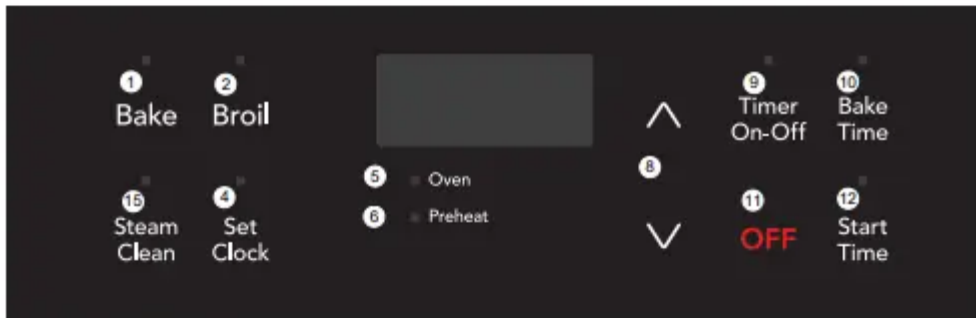 1
Bake
2
Broil
9
Timer
On-Off
10
Bake
Time
5 Oven
6 Preheat
8
15
Steam
Clean
4
Set
Clock
11
OFF
12
Start
Time